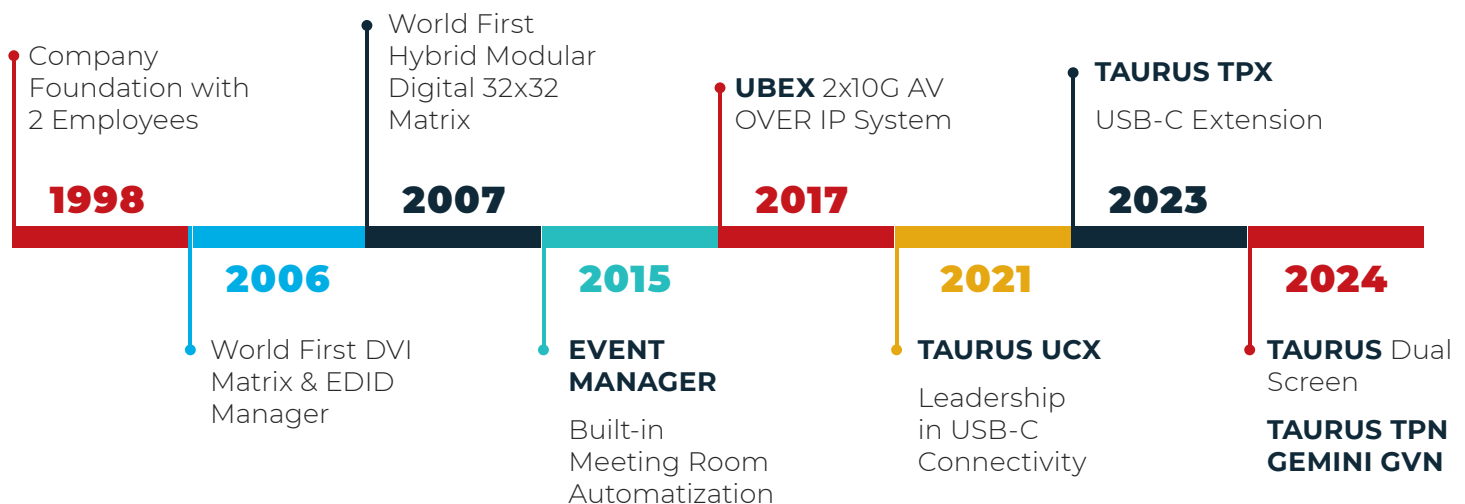 Company
Foundation with
2 Employees
1998
World First DVI
Matrix & EDID
Manager
2006
World First
Hybrid Modular
Digital 32x32
Matrix
2007
EVENT
MANAGER
Built-in
Meeting Room
Automatization
2015
UBEX 2x10G AV
OVER IP System
2017
TAURUS UCX
Leadership
in USB-C
Connectivity
2021
TAURUS TPX
USB-C Extension
2023
TAURUS Dual
Screen
TAURUS TPN
GEMINI GVN
2024